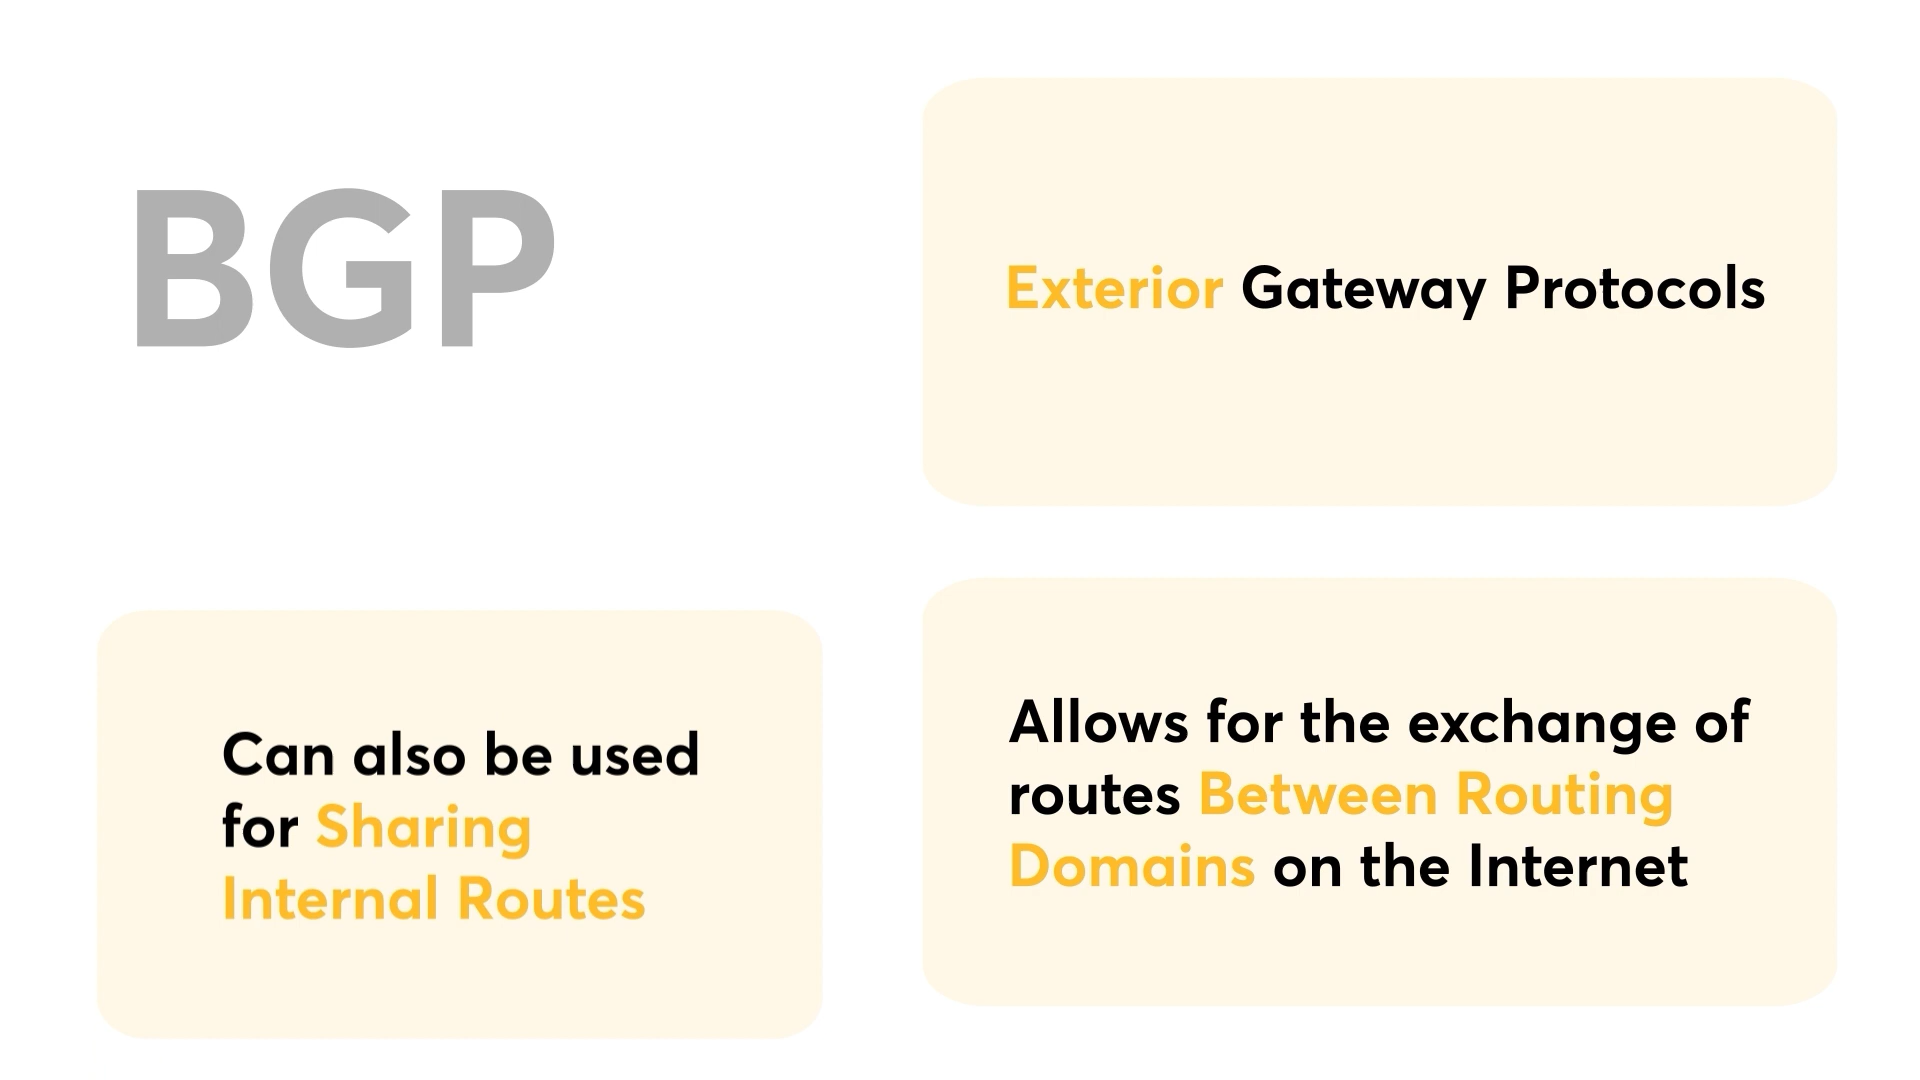 BGP
Exterior Gateway Protocols
Can also be used
for Sharing
Internal Routes
Allows for the exchange of
routes Between Routing
Domains on the Internet